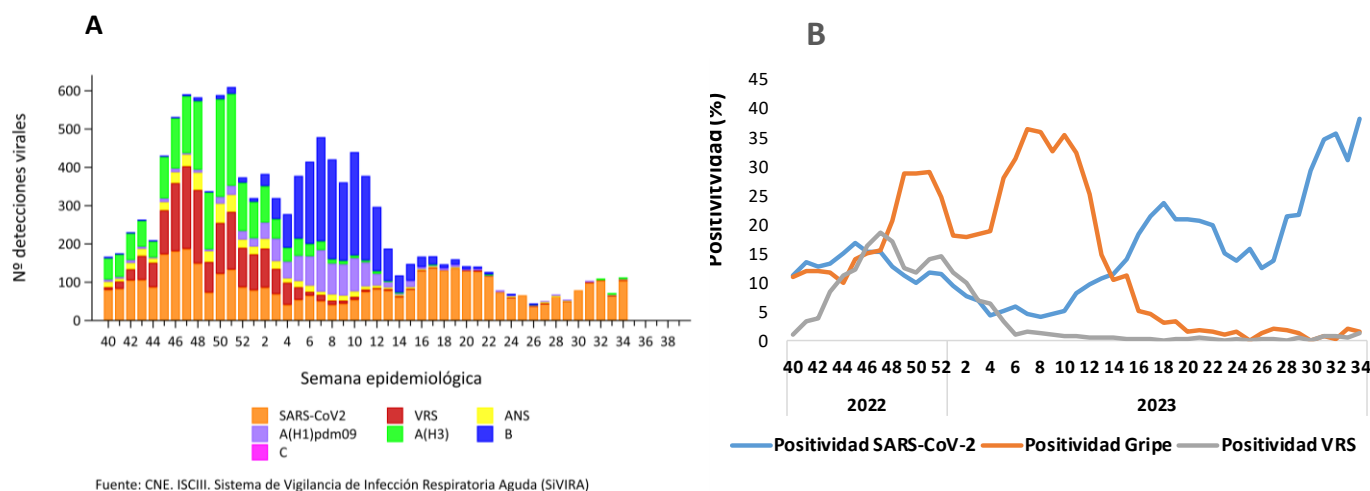 A
Nº detecciones virales
600
500
400
300
200
100
0
40 42 44 46 48 50 52 2 4 6 8 10 12 14 16 18 20 22 24 26 28 30 32 34 38
Semana epidemiológica
SARS-CoV2 VRS ANS
A(H1)pdm09 A(H3) B
C
Fuente: CNE. ISCIII. Sistema de Vigilancia de Infección Respiratoria Aguda (SiVIRA)
B
Positivitvidad (%)
45
40
35
30
25
20
15
10
5
0
40 42 44 46 48 50 52 2 4 6 8 10 12 14 16 18 20 22 24 26 28 30 32 34
2022 2023
Positividad SARS-CoV-2 Positividad Gripe Positividad VRS